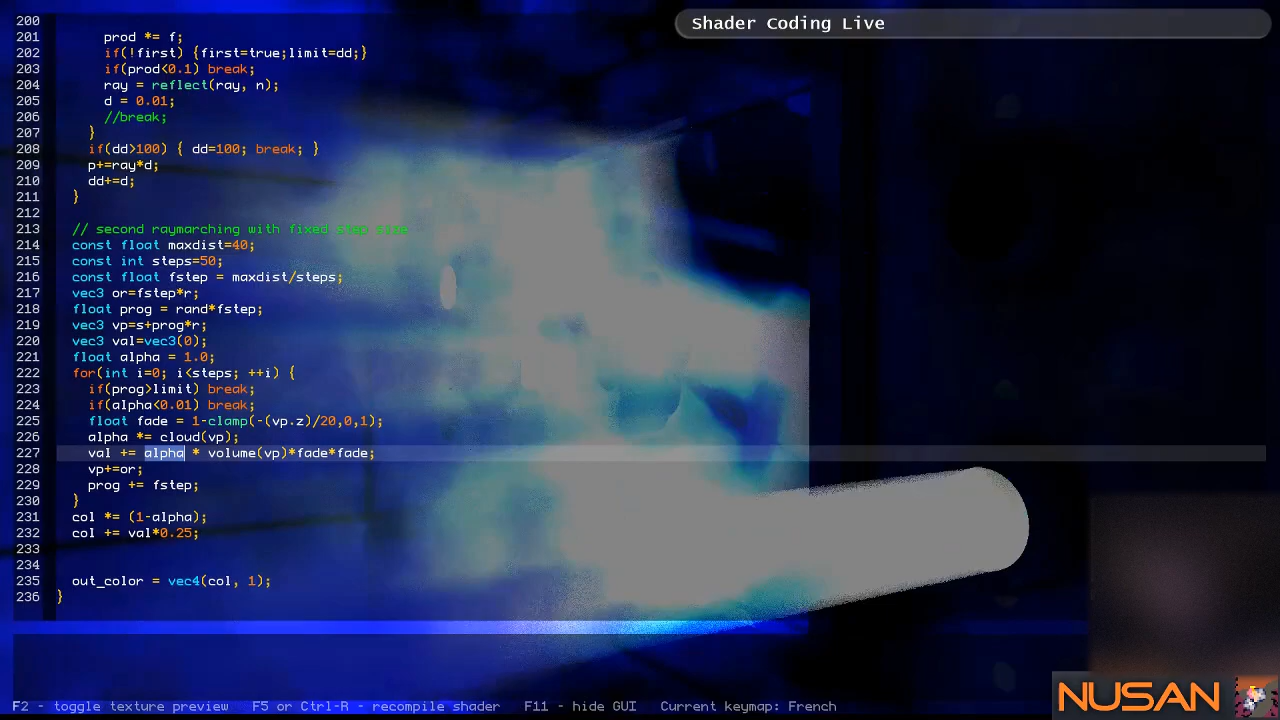 Shader Coding Live
200
201 prod *= f;
202 if(!first) {first=true;limit=dd;}
203 if(prod<0.1) break;
204 ray = reflect(ray, n);
205 d = 0.01;
206 //break;
207 }
208 if(dd>100) { dd=100; break; }
209 p+=ray*d;
210 dd+=d;
211 }
212
213 // second raymarching with fixed step size
214 const float maxdist=40;
215 const int steps=50;
216 const float fstep = maxdist/steps;
217 vec3 or=fstep*r;
218 float prog = rand*fstep;
219 vec3 vp=s+prog*r;
220 vec3 val=vec3(0);
221 float alpha = 1.0;
222 for(int i=0; i<steps; ++i) {
223 if(prog>limit) break;
224 if(alpha<0.01) break;
225 float fade = 1-clamp(-(vp.z)/20,0,1);
226 alpha *= cloud(vp);
227 val += alpha * volume(vp)*fade*fade;
228 vp+=or;
229 prog += fstep;
230 }
231 col *= (1-alpha);
232 col += val*0.25;
233
234
235 out_color = vec4(col, 1);
236 }
F2 - toggle texture preview F5 or Ctrl-R - recompile shader F11 - hide GUI Current keymap: French
NUSAN